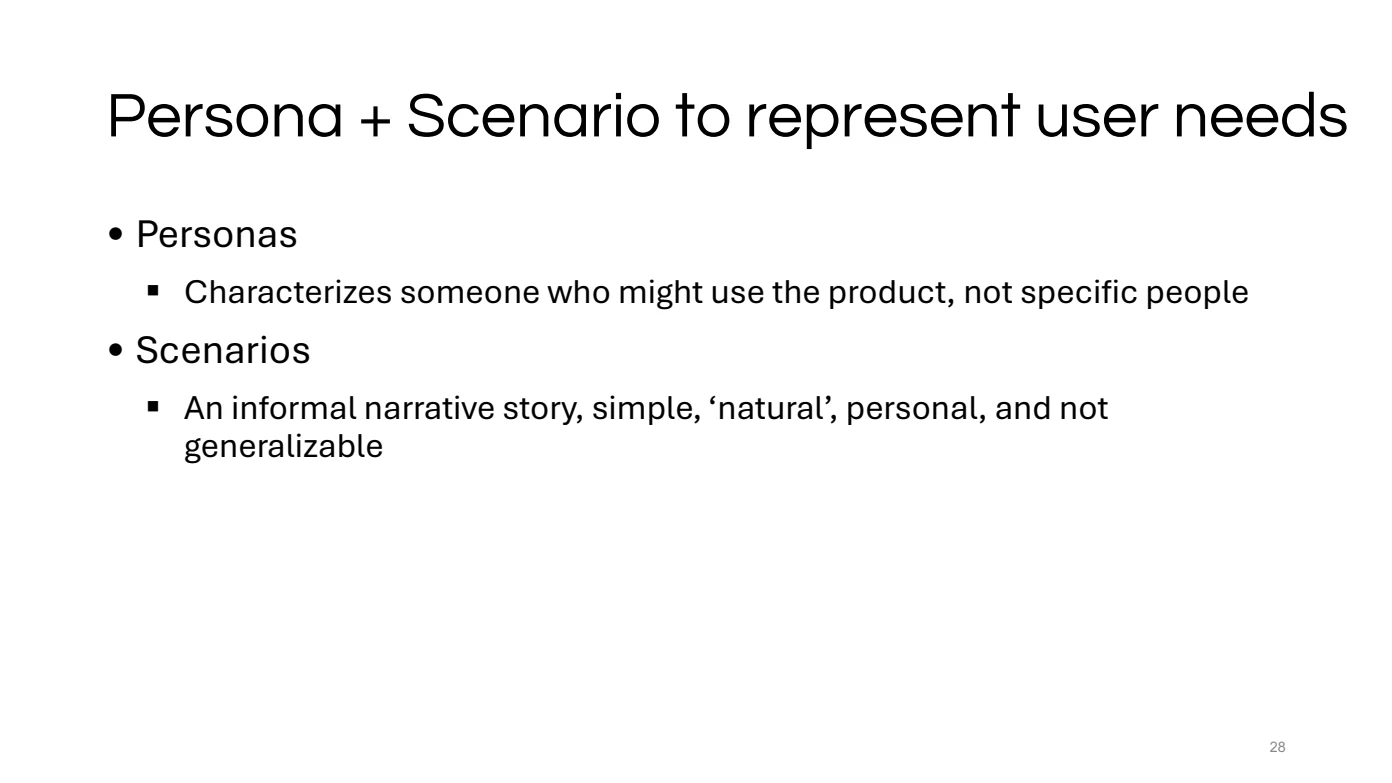 Persona + Scenario to represent user needs
• Personas
▪ Characterizes someone who might use the product, not specific people
• Scenarios
▪ An informal narrative story, simple, ‘natural’, personal, and not
generalizable
28